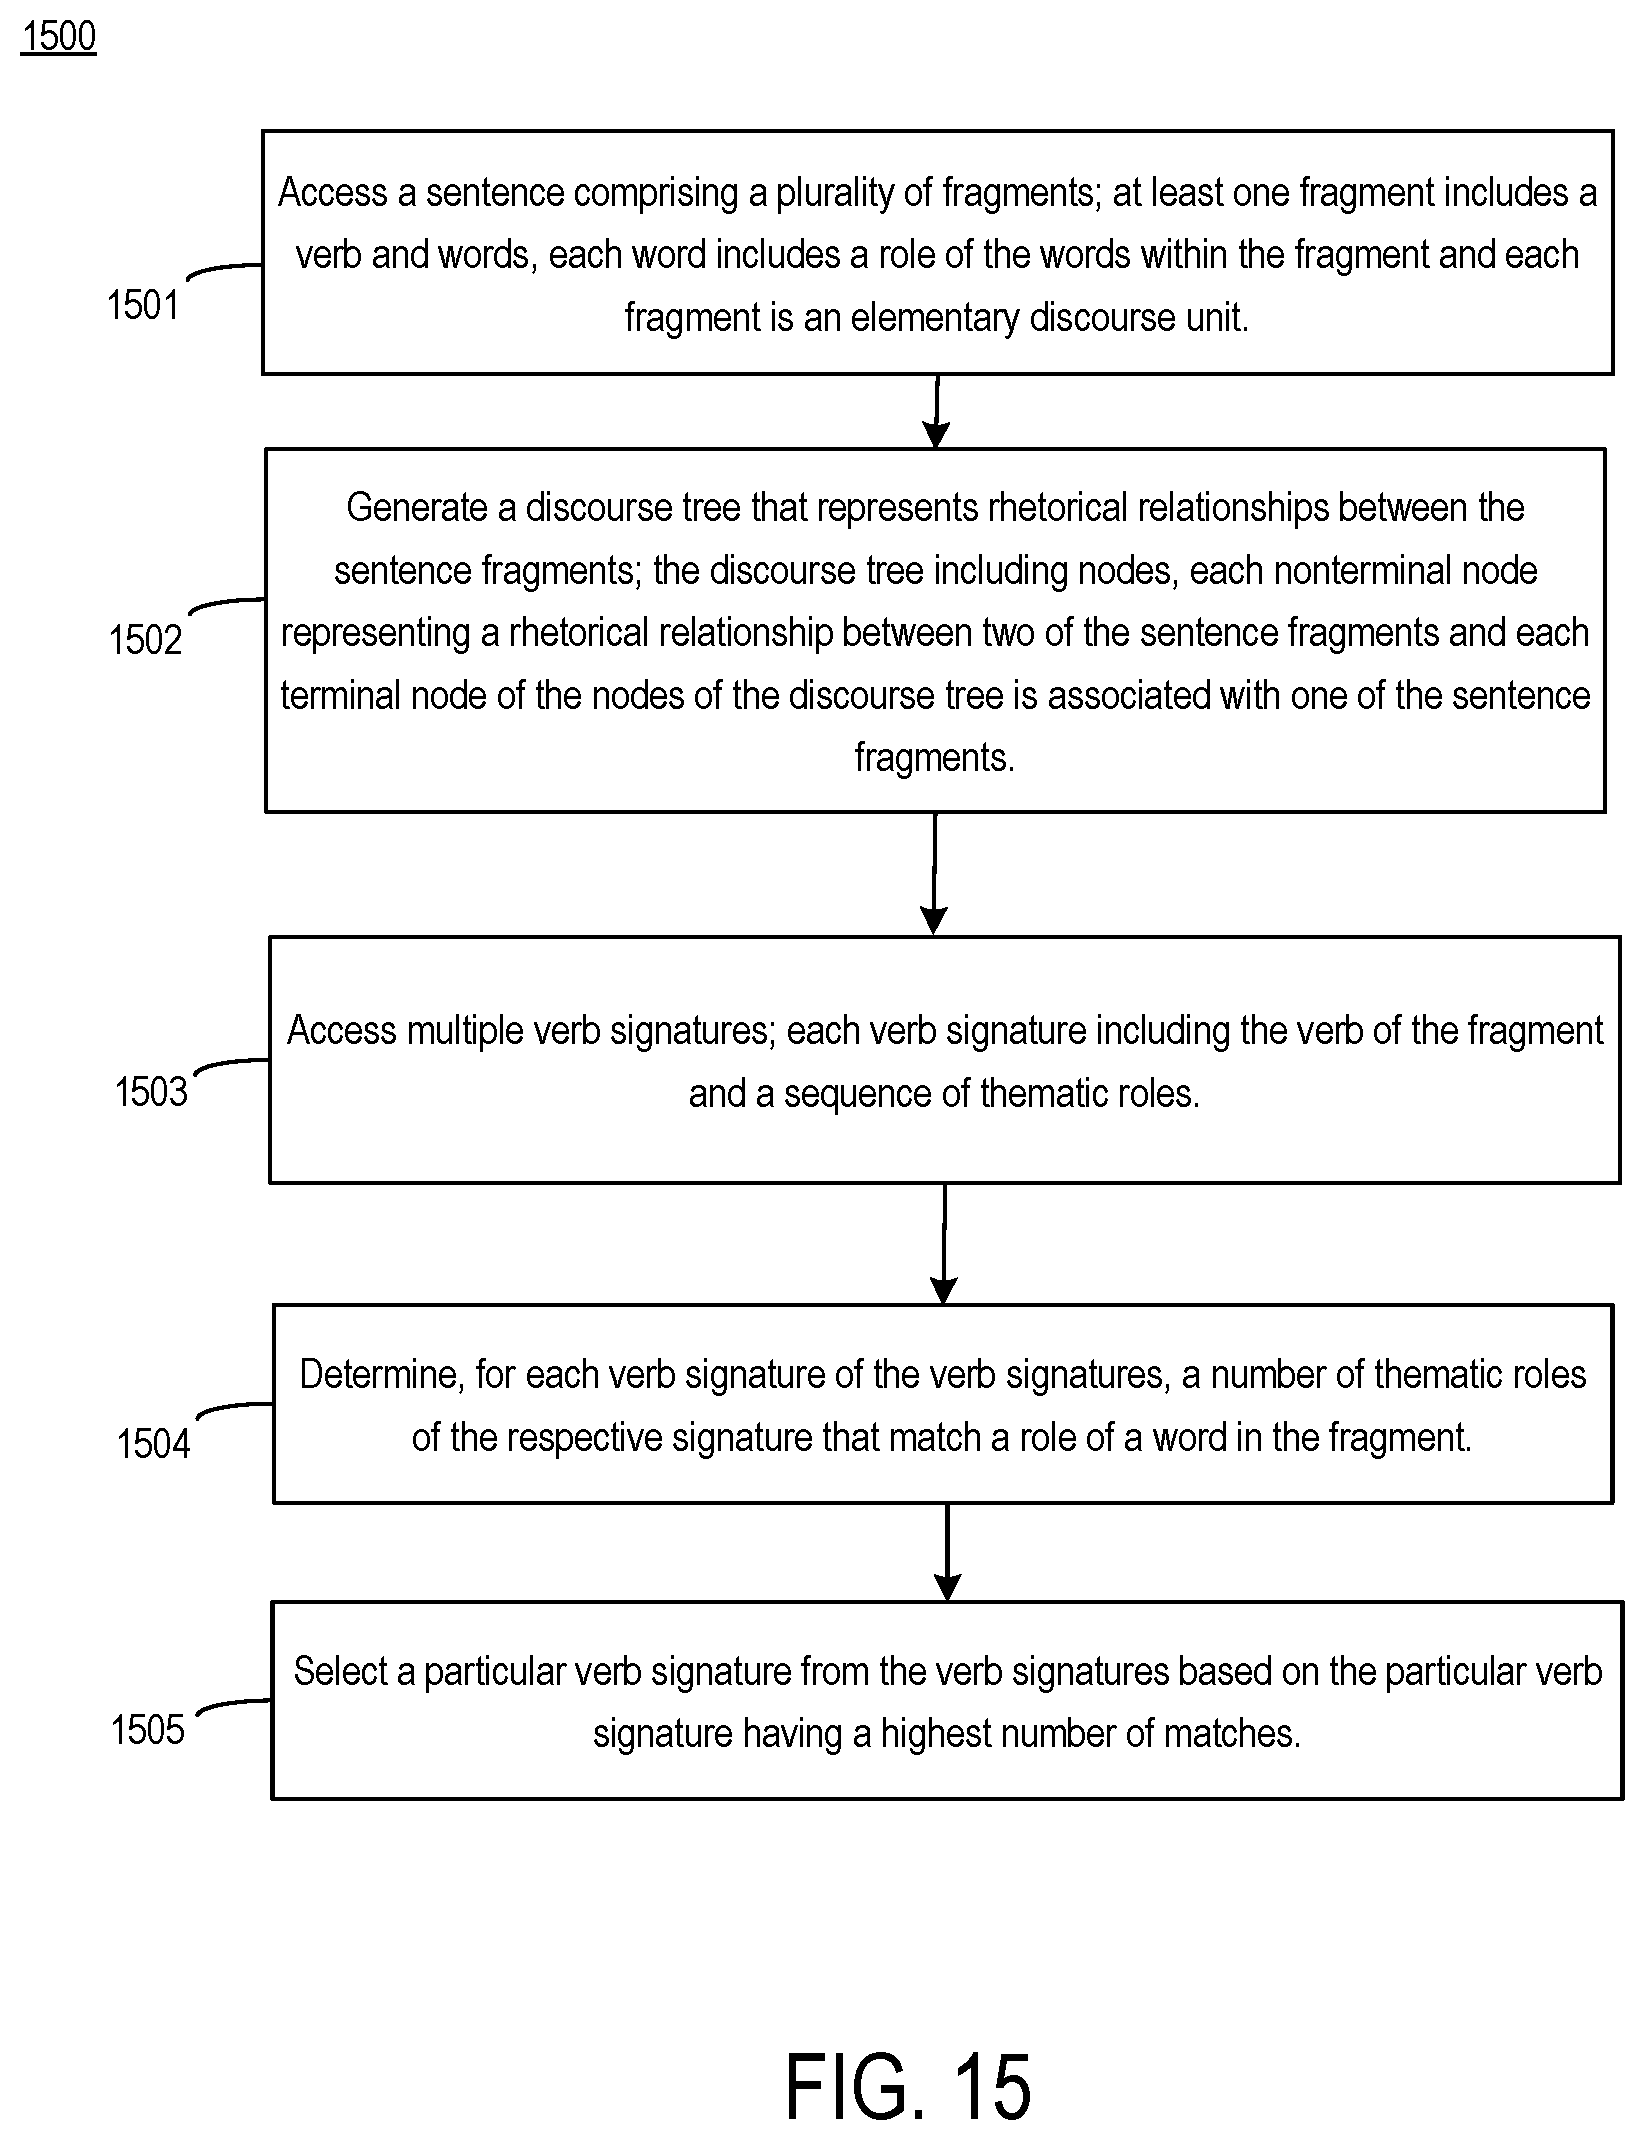 1500
Access a sentence comprising a plurality of fragments; at least one fragment includes a
verb and words, each word includes a role of the words within the fragment and each
fragment is an elementary discourse unit.
1501
Generate a discourse tree that represents rhetorical relationships between the
sentence fragments; the discourse tree including nodes, each nonterminal node
representing a rhetorical relationship between two of the sentence fragments and each
terminal node of the nodes of the discourse tree is associated with one of the sentence
fragments.
1502
Access multiple verb signatures; each verb signature including the verb of the fragment
and a sequence of thematic roles.
1503
Determine, for each verb signature of the verb signatures, a number of thematic roles
of the respective signature that match a role of a word in the fragment.
1504
Select a particular verb signature from the verb signatures based on the particular verb
signature having a highest number of matches.
1505
FIG. 15